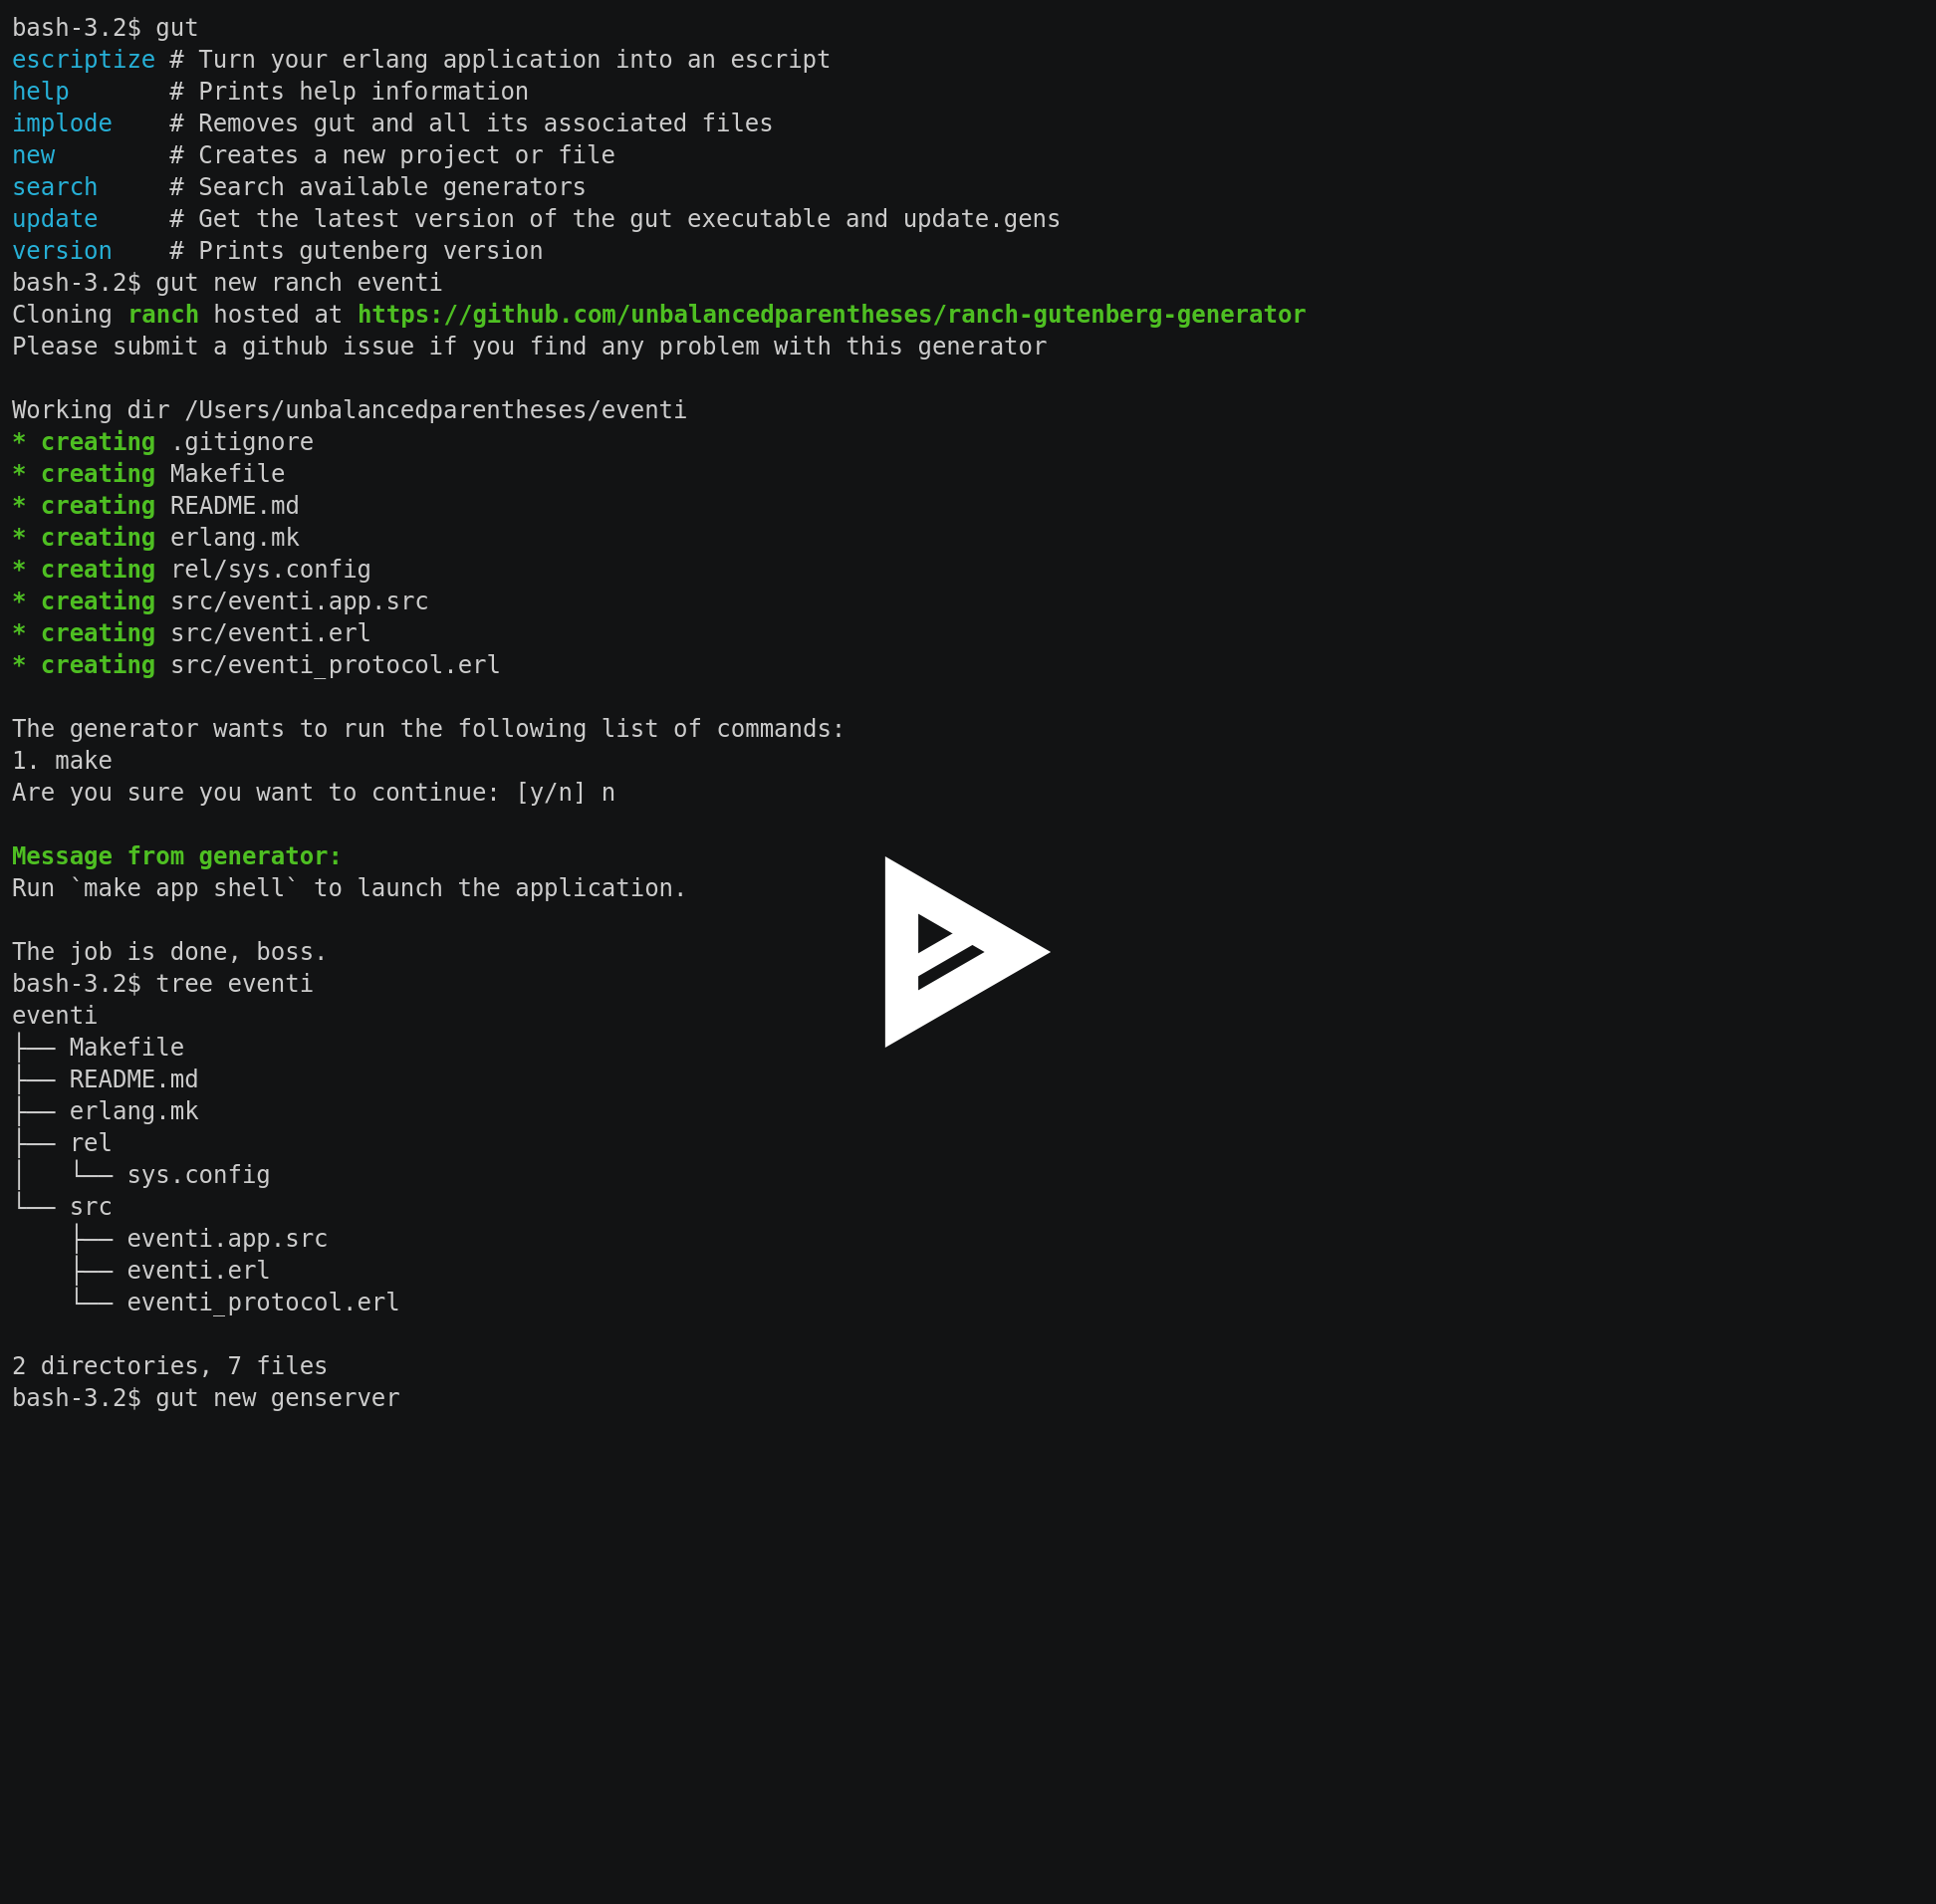 bash-3.2$ gut
escriptize # Turn your erlang application into an escript
help       # Prints help information
implode    # Removes gut and all its associated files
new        # Creates a new project or file
search     # Search available generators
update     # Get the latest version of the gut executable and update.gens
version    # Prints gutenberg version
bash-3.2$ gut new ranch eventi
Cloning ranch hosted at https://github.com/unbalancedparentheses/ranch-gutenberg-generator
Please submit a github issue if you find any problem with this generator

Working dir /Users/unbalancedparentheses/eventi
* creating .gitignore
* creating Makefile
* creating README.md
* creating erlang.mk
* creating rel/sys.config
* creating src/eventi.app.src
* creating src/eventi.erl
* creating src/eventi_protocol.erl

The generator wants to run the following list of commands:
1. make
Are you sure you want to continue: [y/n] n

Message from generator:
Run `make app shell` to launch the application.

The job is done, boss.
bash-3.2$ tree eventi
eventi
├── Makefile
├── README.md
├── erlang.mk
├── rel
│   └── sys.config
└── src
    ├── eventi.app.src
    ├── eventi.erl
    └── eventi_protocol.erl

2 directories, 7 files
bash-3.2$ gut new genserver